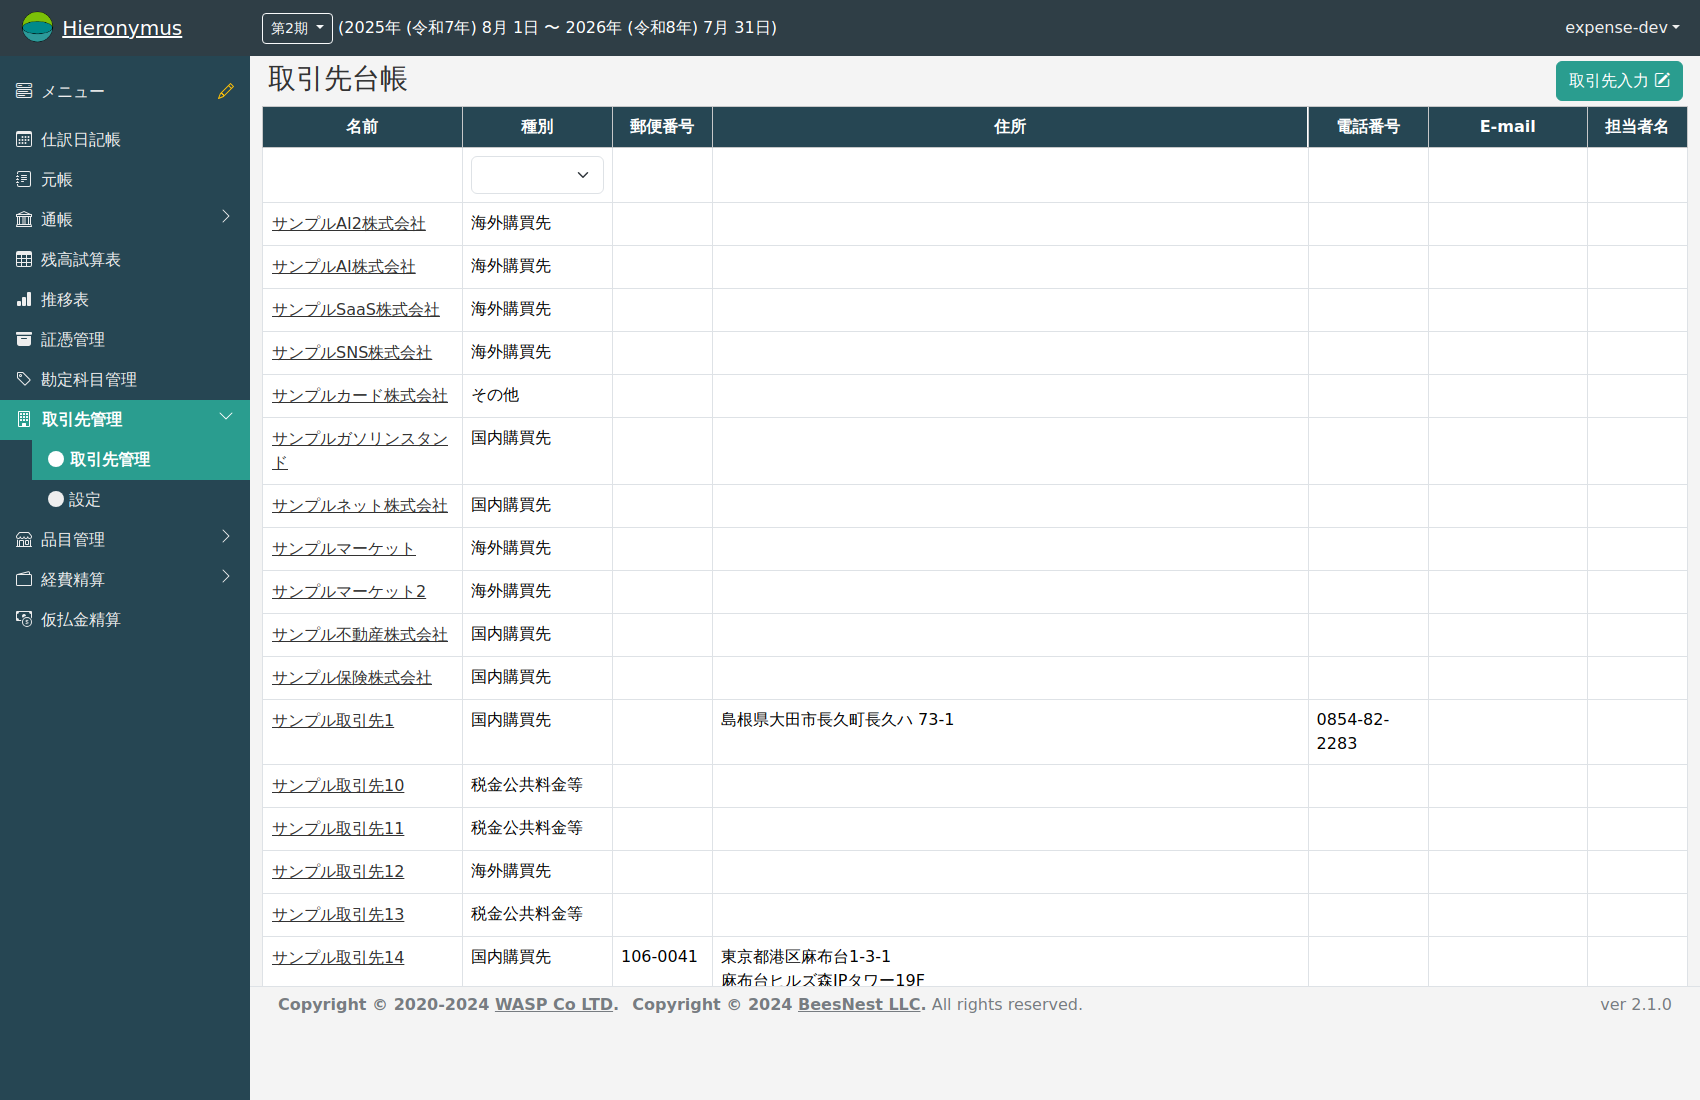 Hieronymus
第2期 (2025年 (令和7年) 8月 1日 〜 2026年 (令和8年) 7月 31日)
expense-dev
メニュー
仕訳日記帳
元帳
通帳
残高試算表
推移表
証憑管理
勘定科目管理
取引先管理
取引先管理
設定
品目管理
経費精算
仮払金精算
取引先台帳
取引先入力
名前 種別 郵便番号 住所 電話番号 E-mail 担当者名
サンプルAI2株式会社 海外購買先
サンプルAI株式会社 海外購買先
サンプルSaaS株式会社 海外購買先
サンプルSNS株式会社 海外購買先
サンプルカード株式会社 その他
サンプルガソリンスタン 国内購買先
ド
サンプルネット株式会社 国内購買先
サンプルマーケット 海外購買先
サンプルマーケット2 海外購買先
サンプル不動産株式会社 国内購買先
サンプル保険株式会社 国内購買先
サンプル取引先1 国内購買先 島根県大田市長久町長久ハ 73-1 0854-82-
2283
サンプル取引先10 税金公共料金等
サンプル取引先11 税金公共料金等
サンプル取引先12 海外購買先
サンプル取引先13 税金公共料金等
サンプル取引先14 国内購買先 106-0041 東京都港区麻布台1-3-1
麻布台ヒルズ森JPタワー19F
Copyright © 2020-2024 WASP Co LTD. Copyright © 2024 BeesNest LLC. All rights reserved.
ver 2.1.0